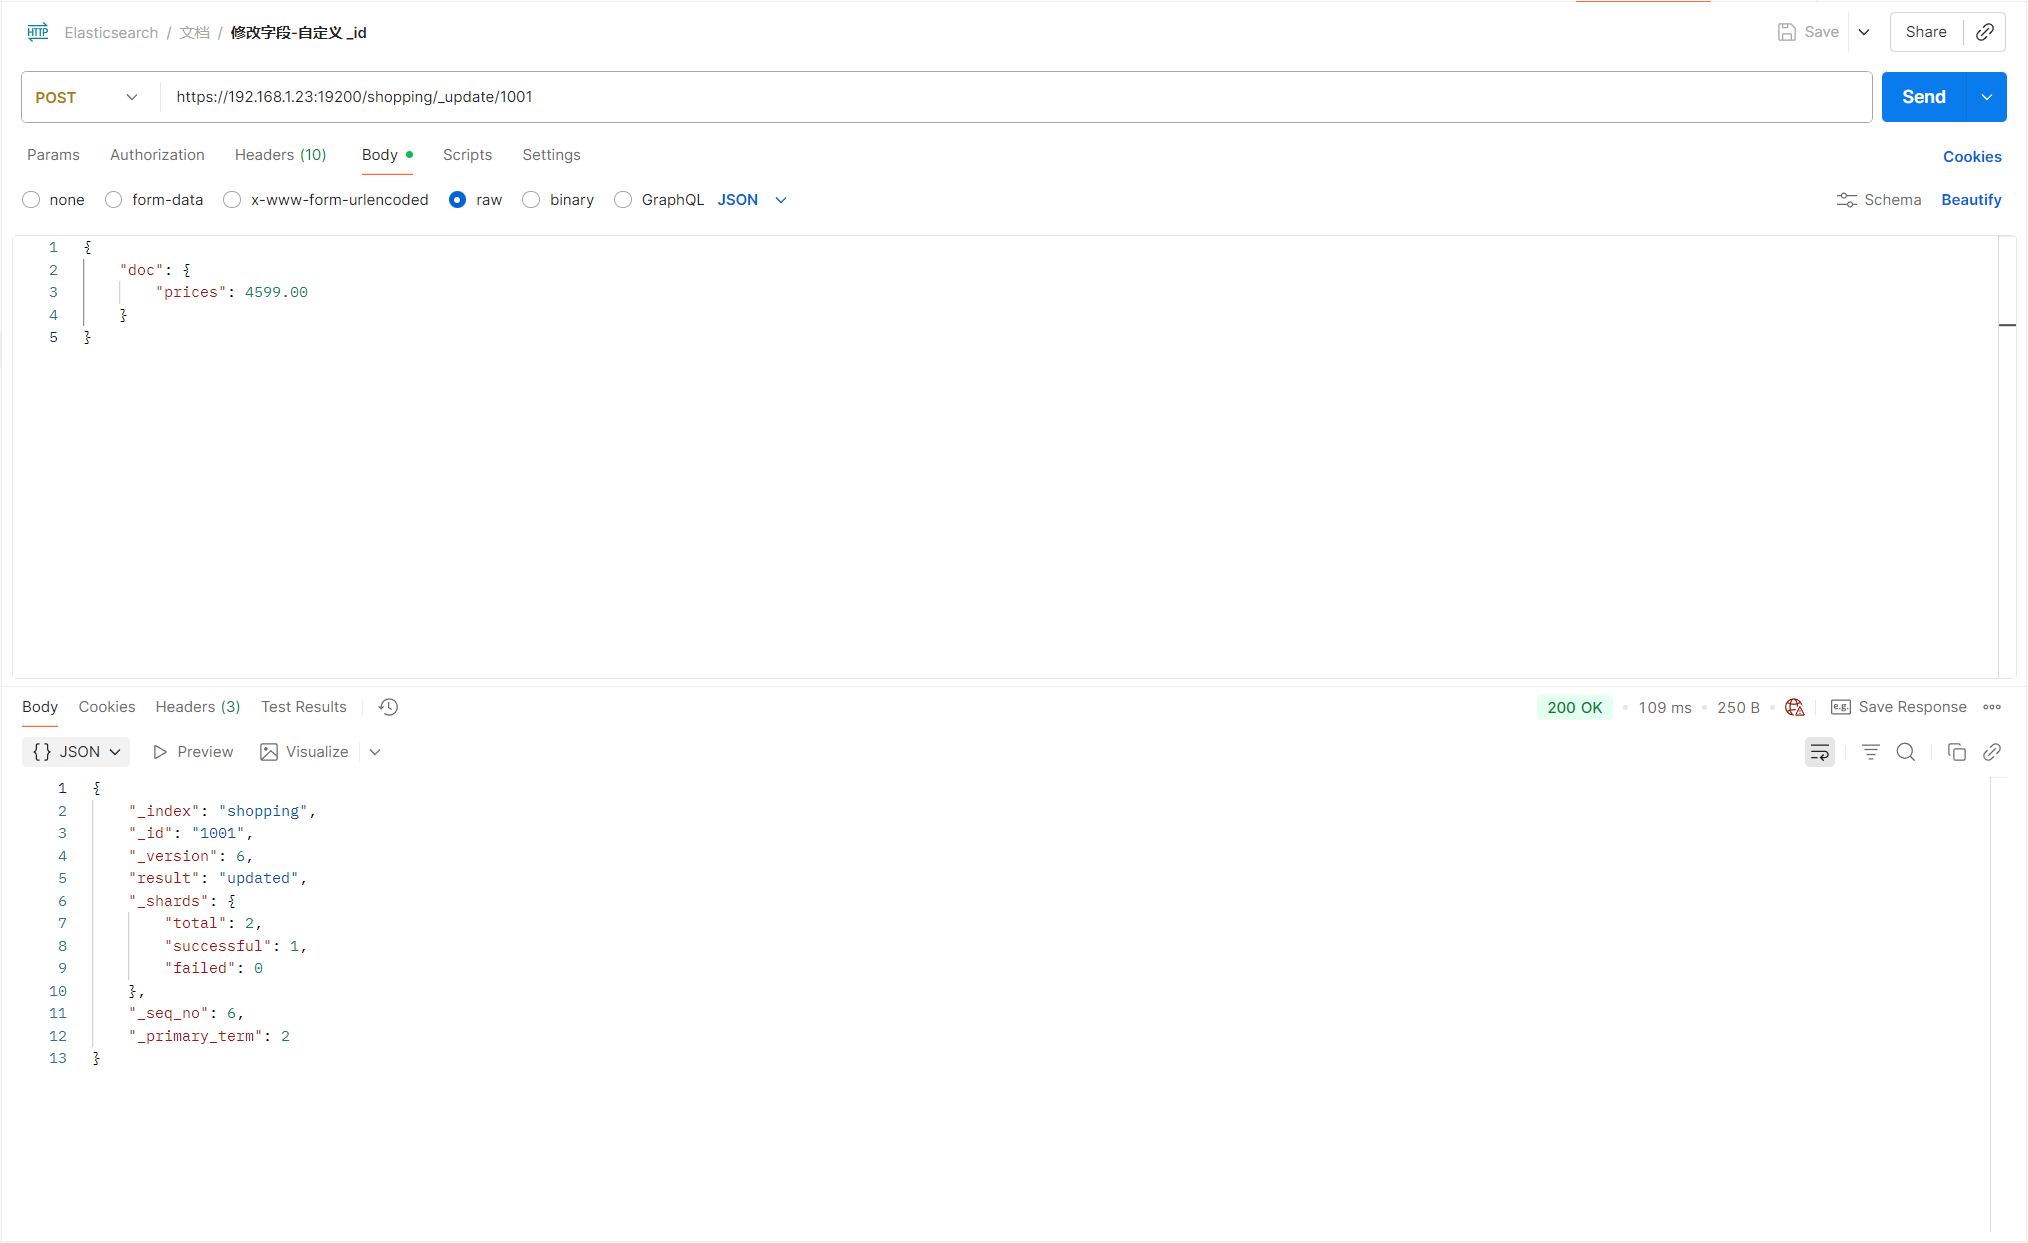 HTTP Elasticsearch / 文档 / 修改字段-自定义 _id Save Share
POST https://192.168.1.23:19200/shopping/_update/1001 Send
Params Authorization Headers (10) Body Scripts Settings Cookies
none form-data x-www-form-urlencoded raw binary GraphQL JSON Schema Beautify
1 {
2 "doc": {
3 "prices": 4599.00
4 }
5 }
Body Cookies Headers (3) Test Results 200 OK 109 ms 250 B e.g. Save Response
{} JSON Preview Visualize
1 {
2 "_index": "shopping",
3 "_id": "1001",
4 "_version": 6,
5 "result": "updated",
6 "_shards": {
7 "total": 2,
8 "successful": 1,
9 "failed": 0
10 },
11 "_seq_no": 6,
12 "_primary_term": 2
13 }